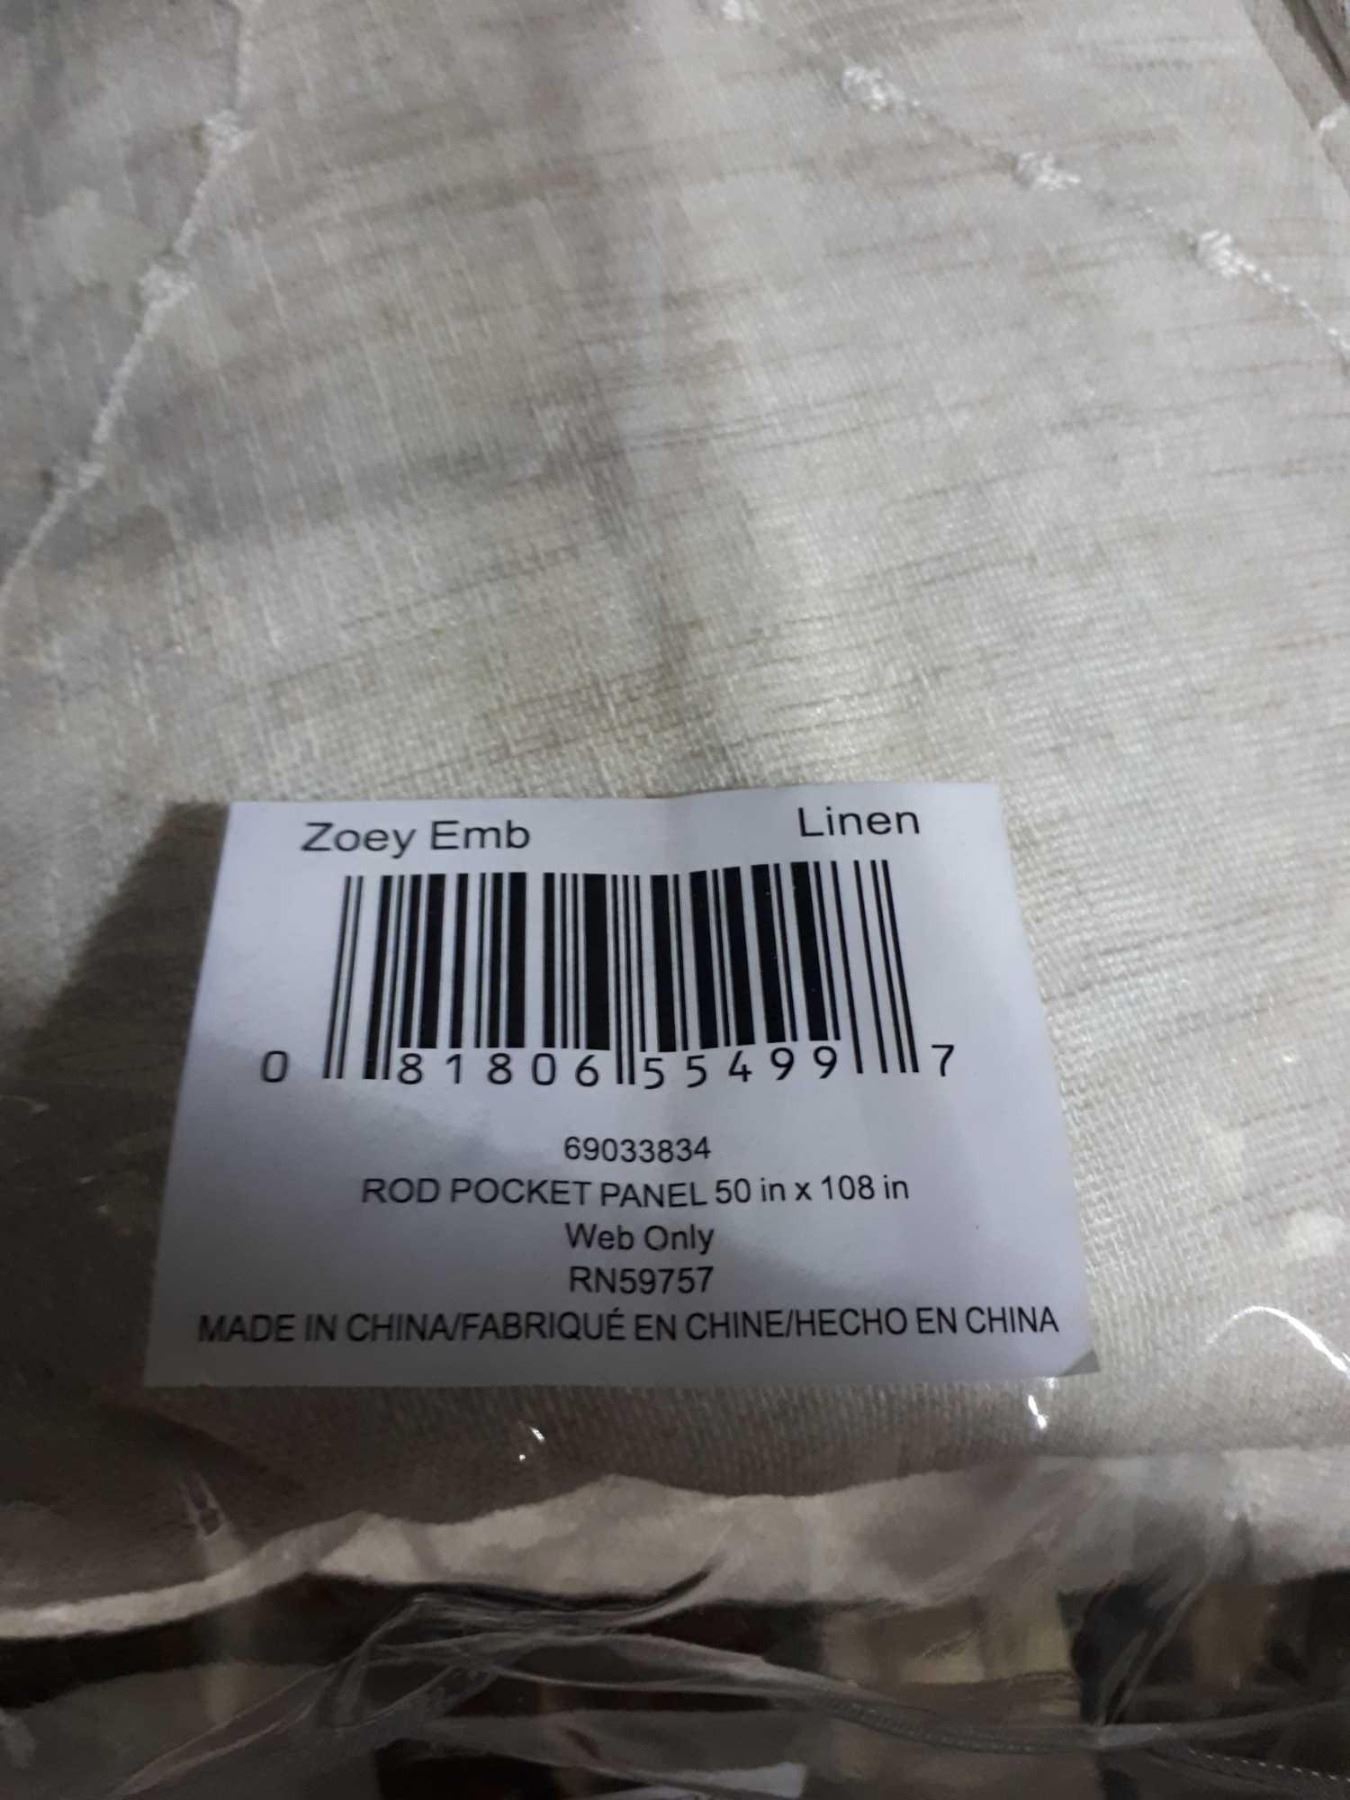 Zoey Emb Linen
0 81806 55499 7
69033834
ROD POCKET PANEL 50 in x 108 in
Web Only
RN59757
MADE IN CHINA/FABRIQUÉ EN CHINE/HECHO EN CHINA